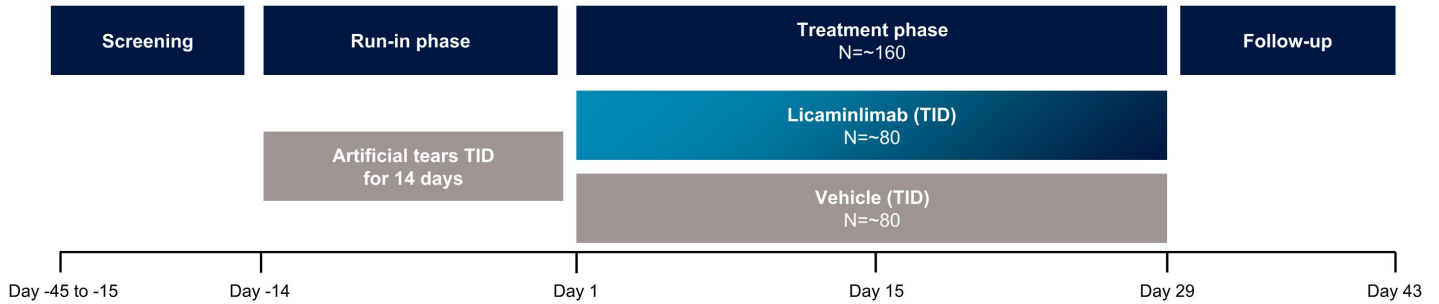 Screening
Run-in phase
Treatment phase
N=~160
Follow-up
Licaminlimab (TID)
N=~80
Artificial tears TID
for 14 days
Vehicle (TID)
N=~80
Day -45 to -15
Day -14
Day 1
Day 15
Day 29
Day 43